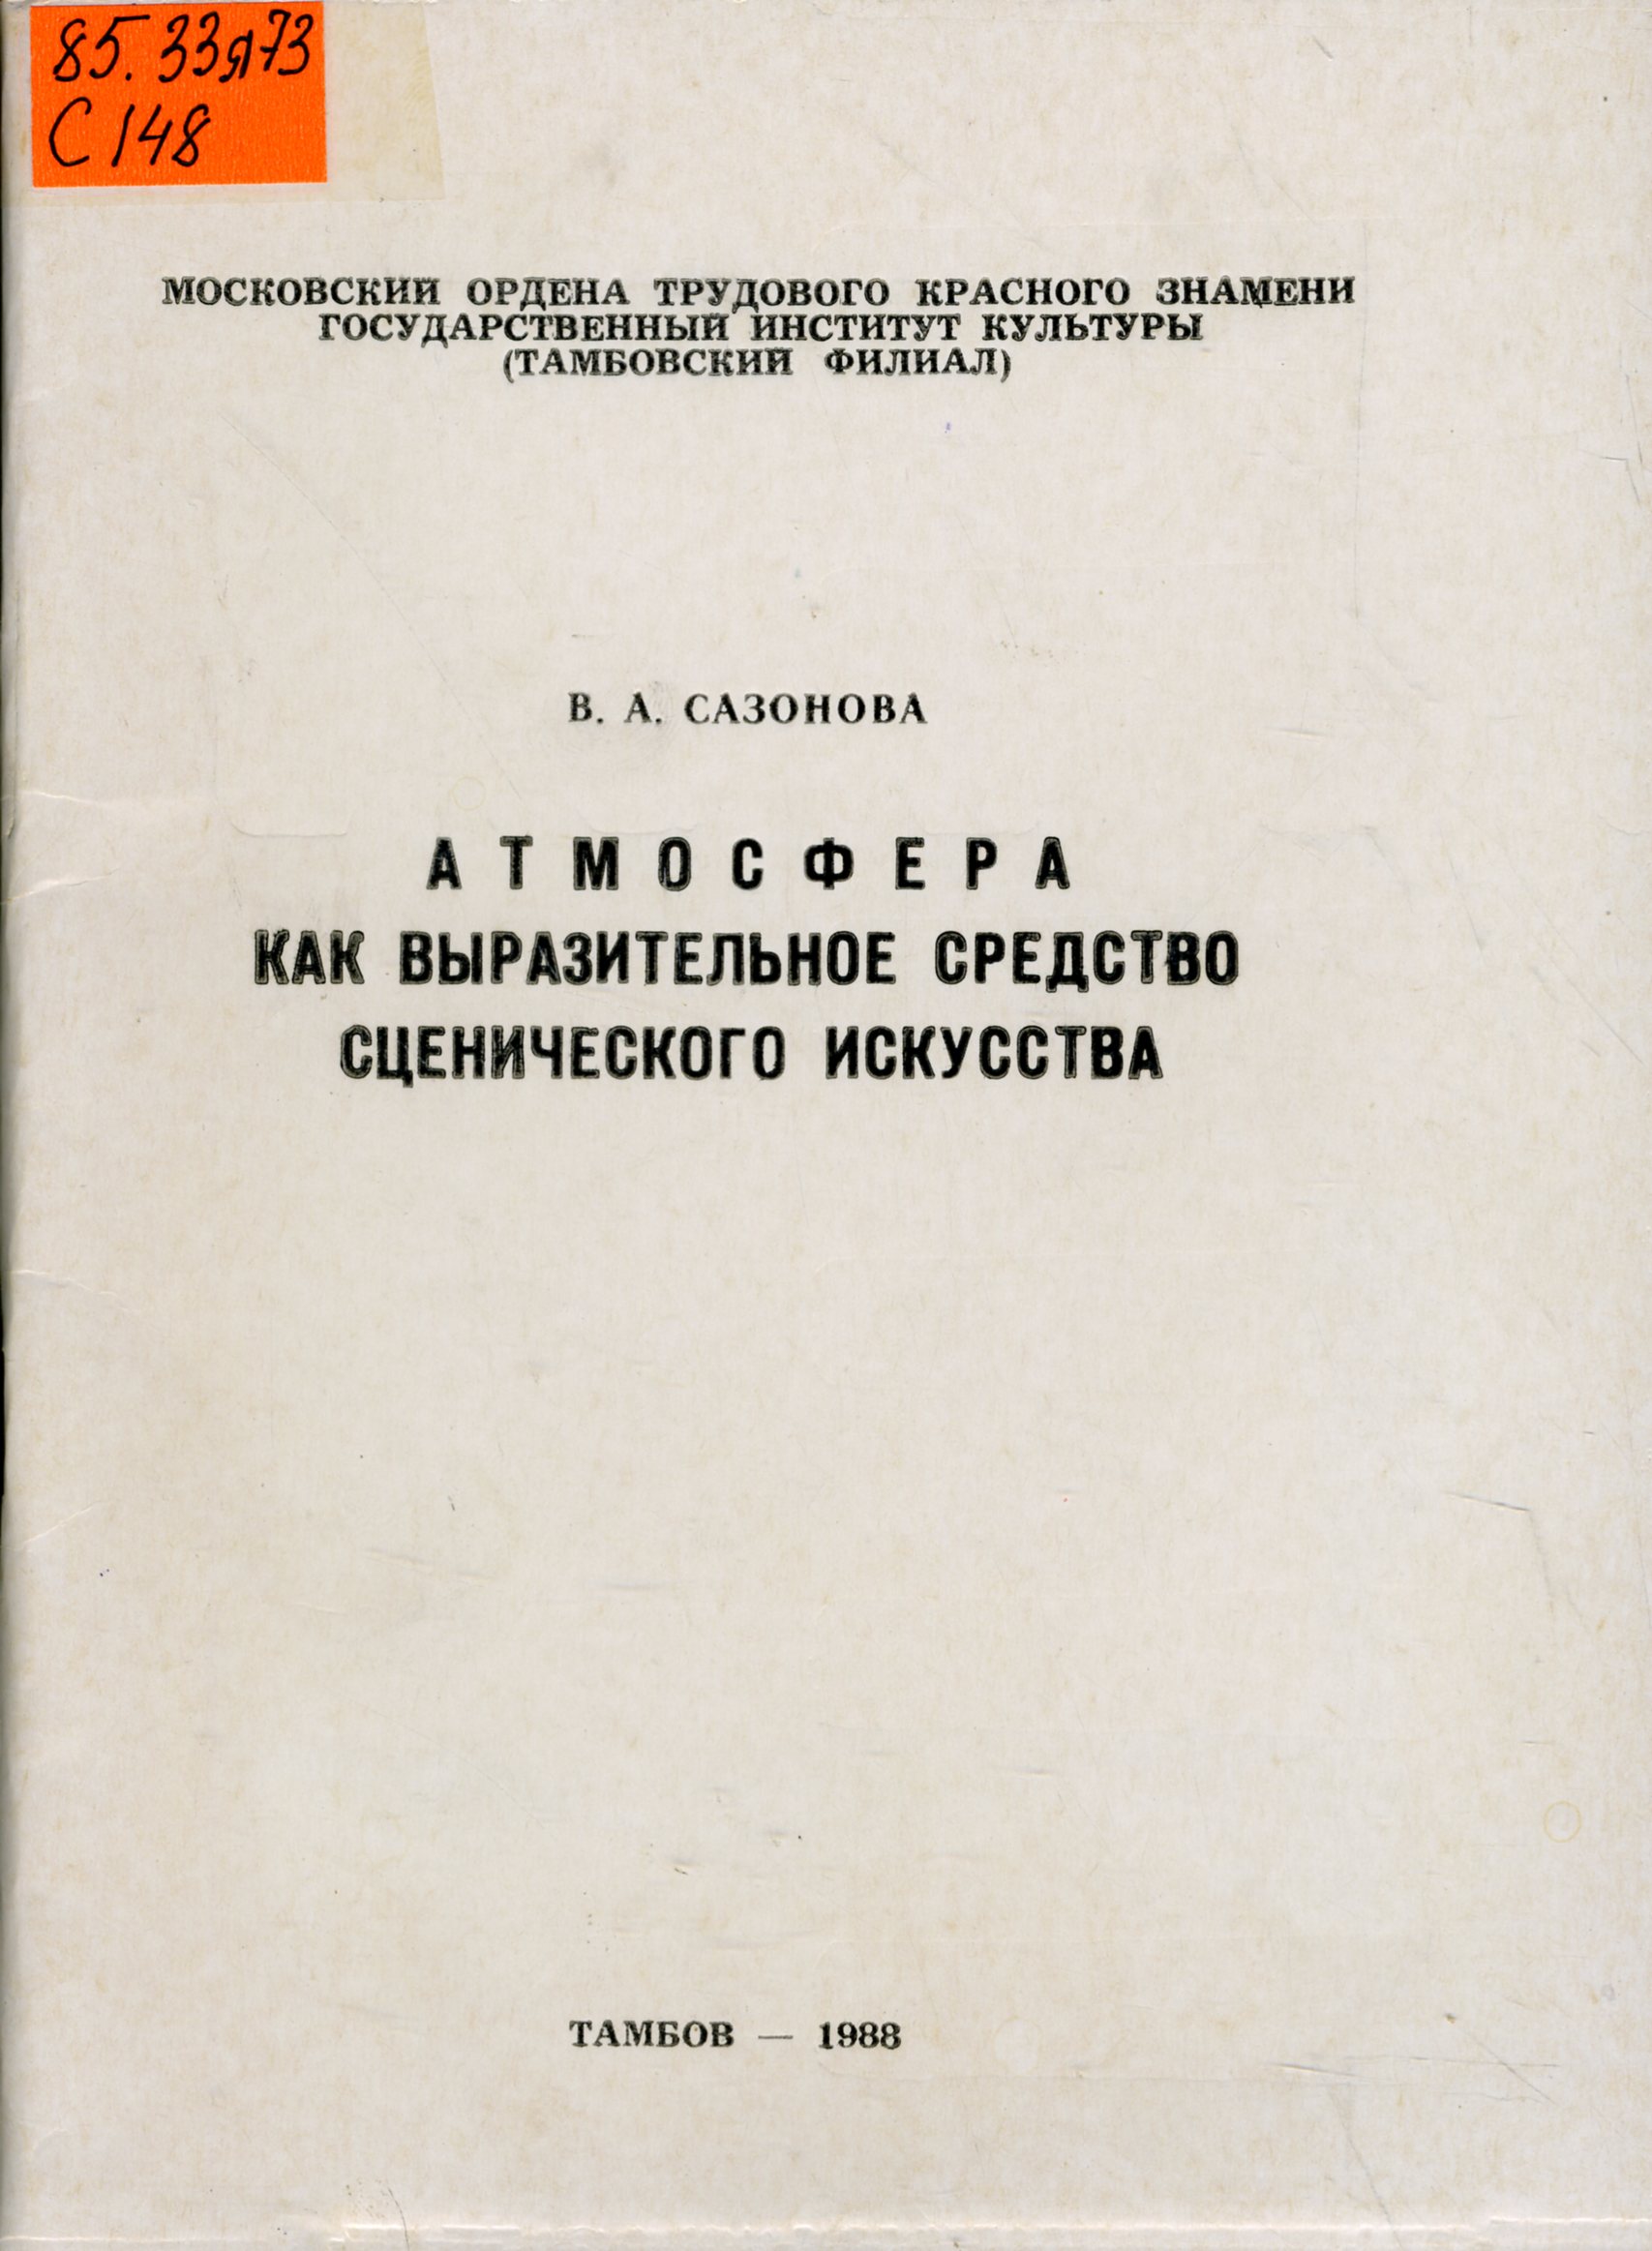 85.33я73
С148
МОСКОВСКИЙ ОРДЕНА ТРУДОВОГО КРАСНОГО ЗНАМЕНИ
ГОСУДАРСТВЕННЫЙ ИНСТИТУТ КУЛЬТУРЫ
(ТАМБОВСКИЙ ФИЛИАЛ)
В. А. САЗОНОВА
АТМОСФЕРА
КАК ВЫРАЗИТЕЛЬНОЕ СРЕДСТВО
СЦЕНИЧЕСКОГО ИСКУССТВА
ТАМБОВ — 1988